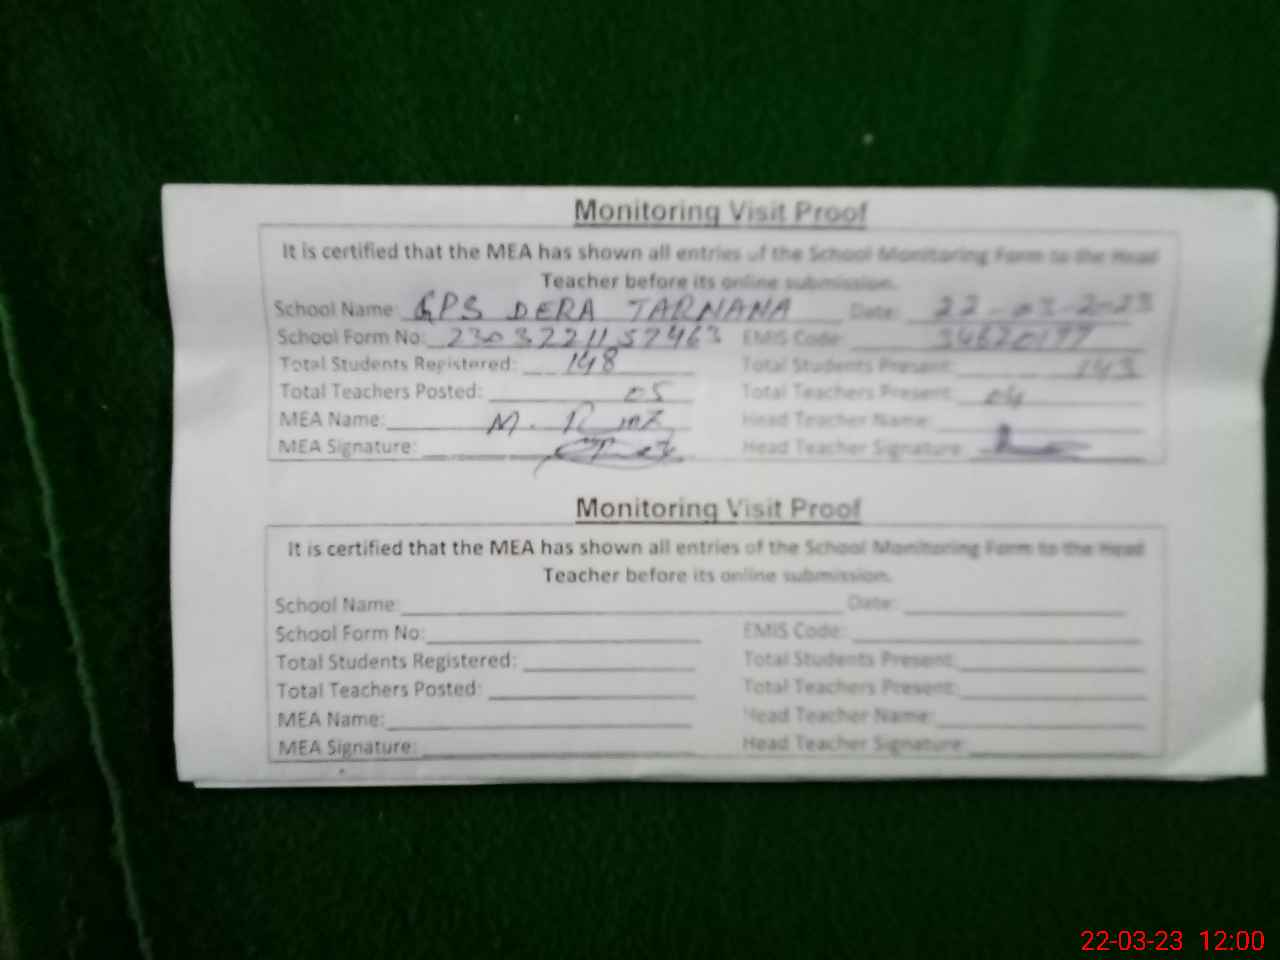 Monitoring Visit Proof
It is certified that the MEA has shown all entries of the School Monitoring Form to the Head
Teacher before its online submission.
School Name: GPS DERA TARNANA Date: 22-03-2023
School Form No: 2303221157463 EMIS Code: 34620177
Total Students Registered: 148 Total Students Present: 143
Total Teachers Posted: 05 Total Teachers Present: 04
MEA Name: M. Head Teacher Name:
MEA Signature: Head Teacher Signature:
Monitoring Visit Proof
It is certified that the MEA has shown all entries of the School Monitoring Form to the Head
Teacher before its online submission.
School Name: Date:
School Form No: EMIS Code:
Total Students Registered: Total Students Present:
Total Teachers Posted: Total Teachers Present:
MEA Name: Head Teacher Name:
MEA Signature: Head Teacher Signature:
22-03-23 12:00